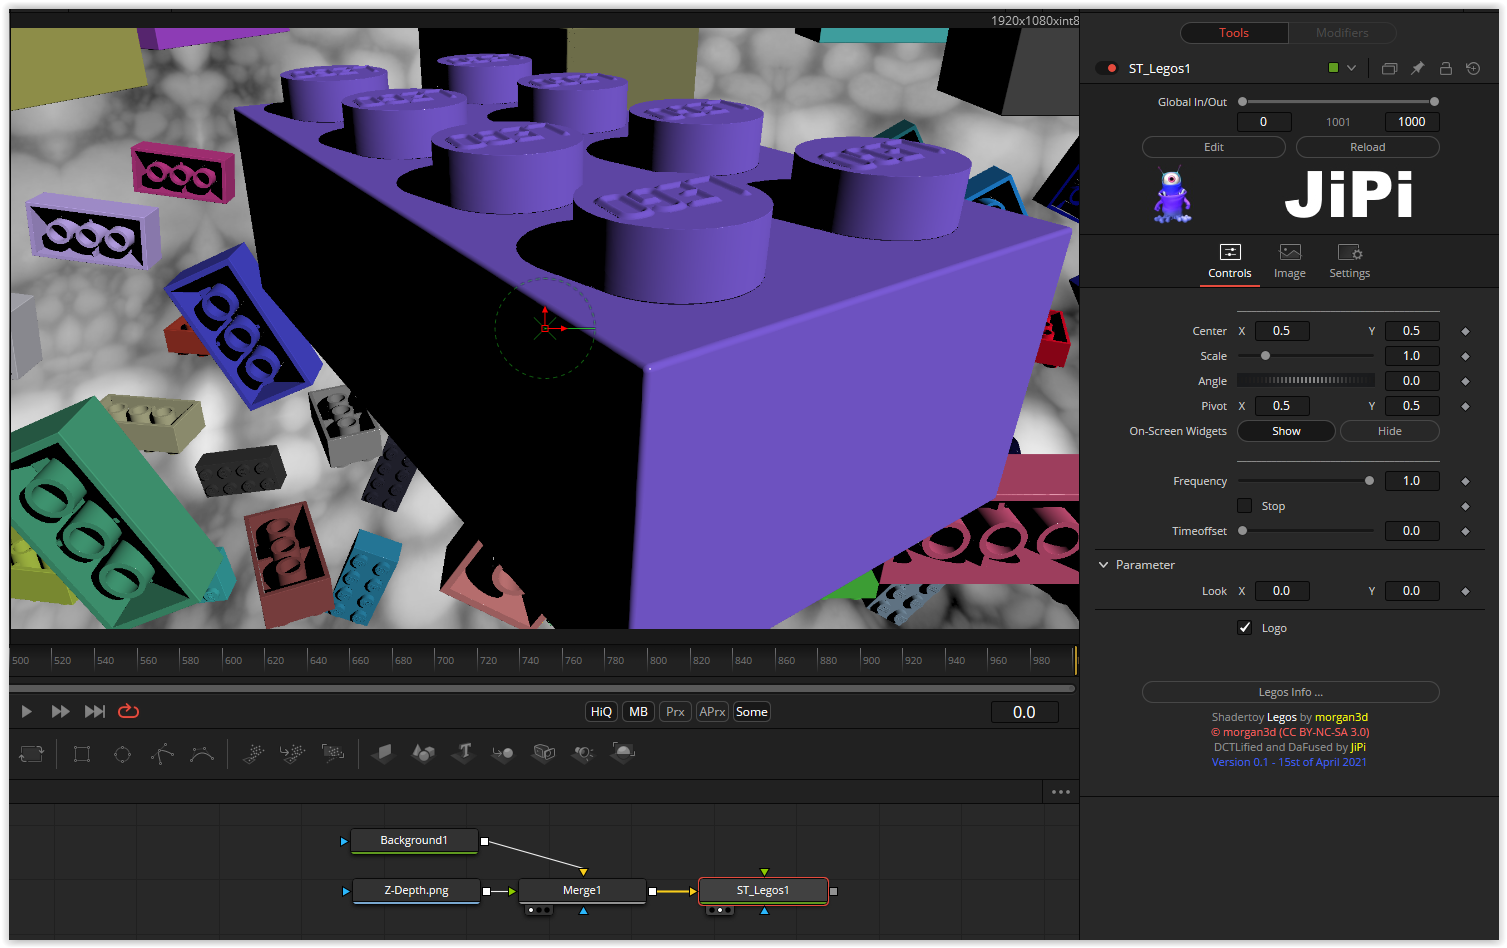 1920x1080xint8
Tools Modifiers
ST_Legos1
Global In/Out
0 1001 1000
Edit Reload
JiPi
Controls Image Settings
Center X 0.5 Y 0.5
Scale 1.0
Angle 0.0
Pivot X 0.5 Y 0.5
On-Screen Widgets Show Hide
Frequency 1.0
Stop
Timeoffset 0.0
Parameter
Look X 0.0 Y 0.0
Logo
Legos Info ...
Shadertoy Legos by morgan3d
© morgan3d (CC BY-NC-SA 3.0)
DCTLified and DaFused by JiPi
Version 0.1 - 15st of April 2021
500 520 540 560 580 600 620 640 660 680 700 720 740 760 780 800 820 840 860 880 900 920 940 960 980
HiQ MB Prx APrx Some 0.0
Background1
Z-Depth.png Merge1 ST_Legos1